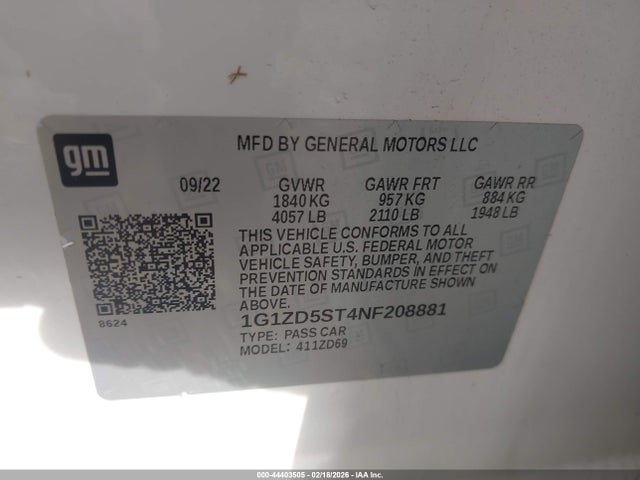 gm
MFD BY GENERAL MOTORS LLC
09/22 GVWR GAWR FRT GAWR RR
1840 KG 957 KG 884 KG
4057 LB 2110 LB 1948 LB
THIS VEHICLE CONFORMS TO ALL
APPLICABLE U.S. FEDERAL MOTOR
VEHICLE SAFETY, BUMPER, AND THEFT
PREVENTION STANDARDS IN EFFECT ON
THE DATE OF MANUFACTURE SHOWN
ABOVE.
8624
1G1ZD5ST4NF208881
TYPE: PASS CAR
MODEL: 411ZD69
000-44403505 - 02/18/2026 - IAAI.COM